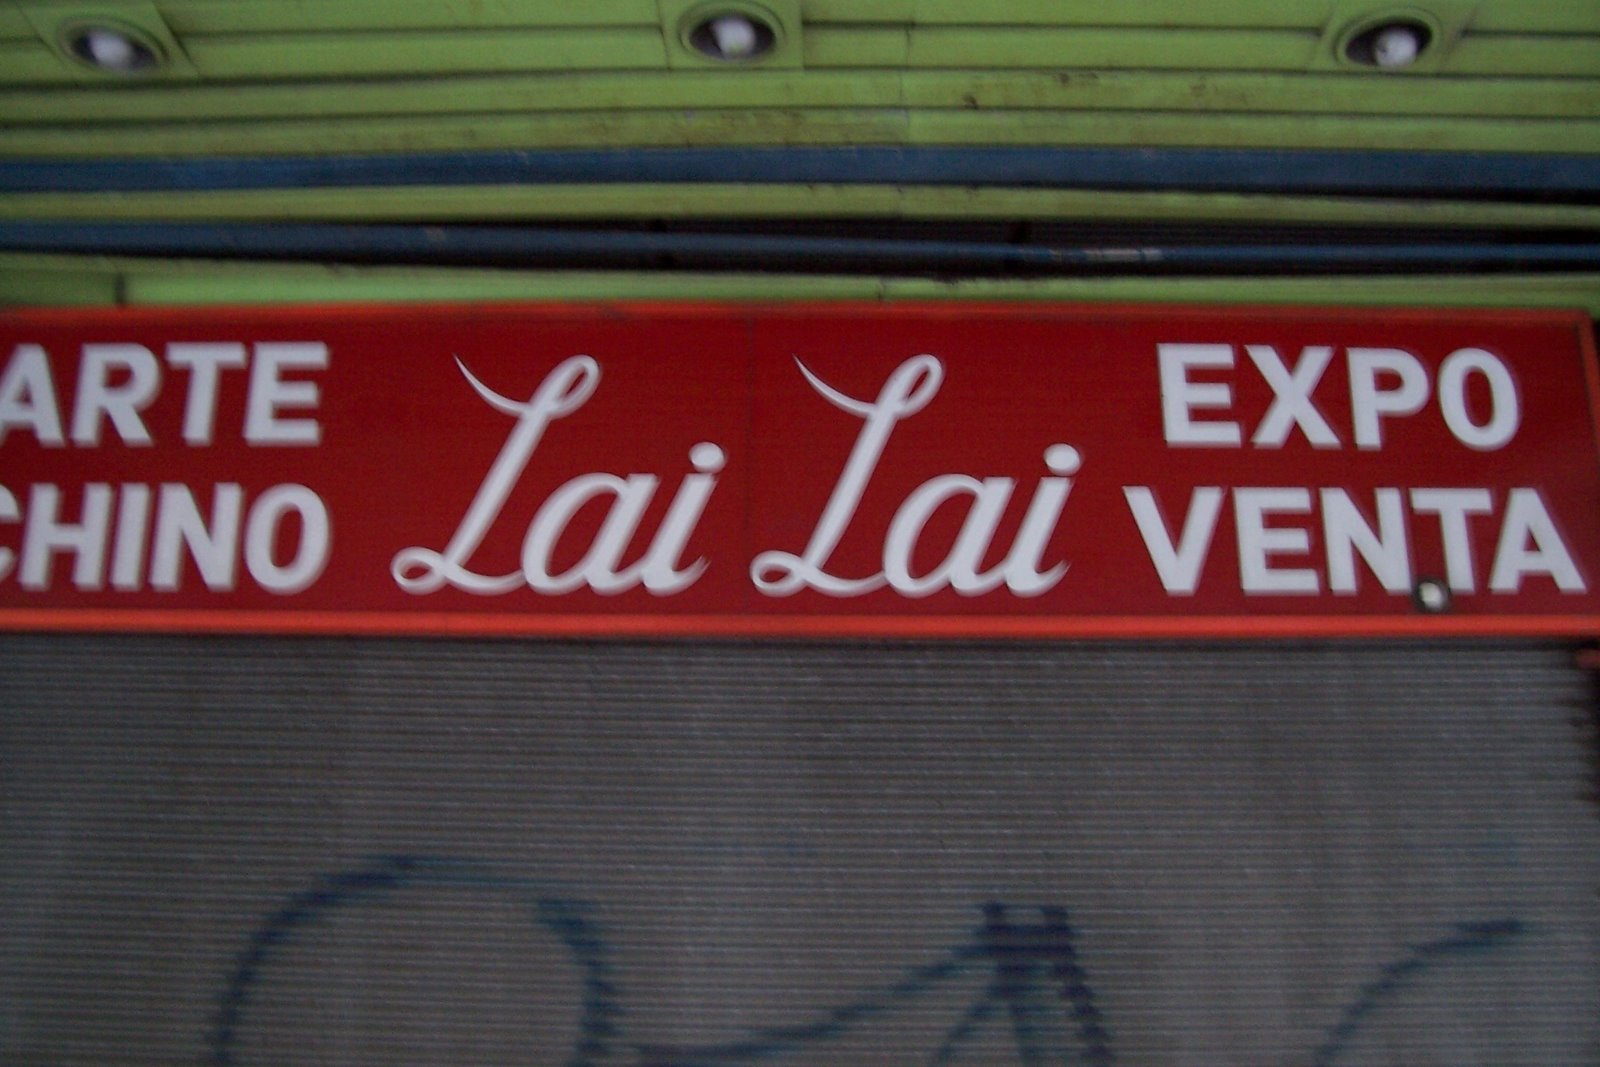 ARTE
CHINO
Lai Lai
EXPO
VENTA